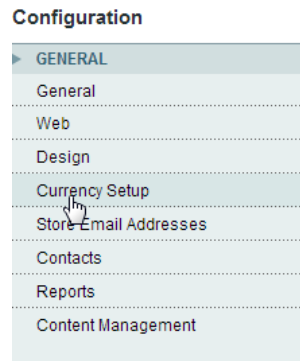 Configuration
GENERAL
General
Web
Design
Currency Setup
Store Email Addresses
Contacts
Reports
Content Management